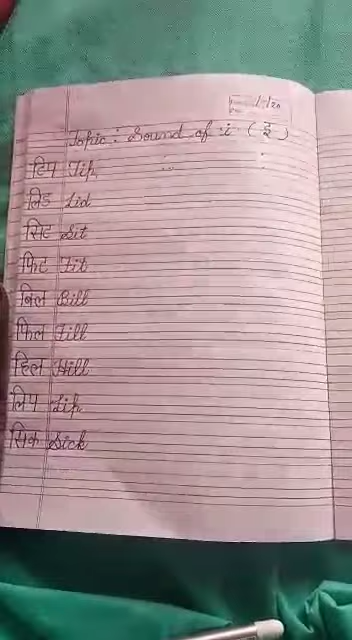 Topic : Sound of i ( इ )
टिप Tip
लिड Lid
सिट Sit
फिट Fit
बिल Bill
फिल Fill
हिल Hill
लिप Lip
सिक Sick